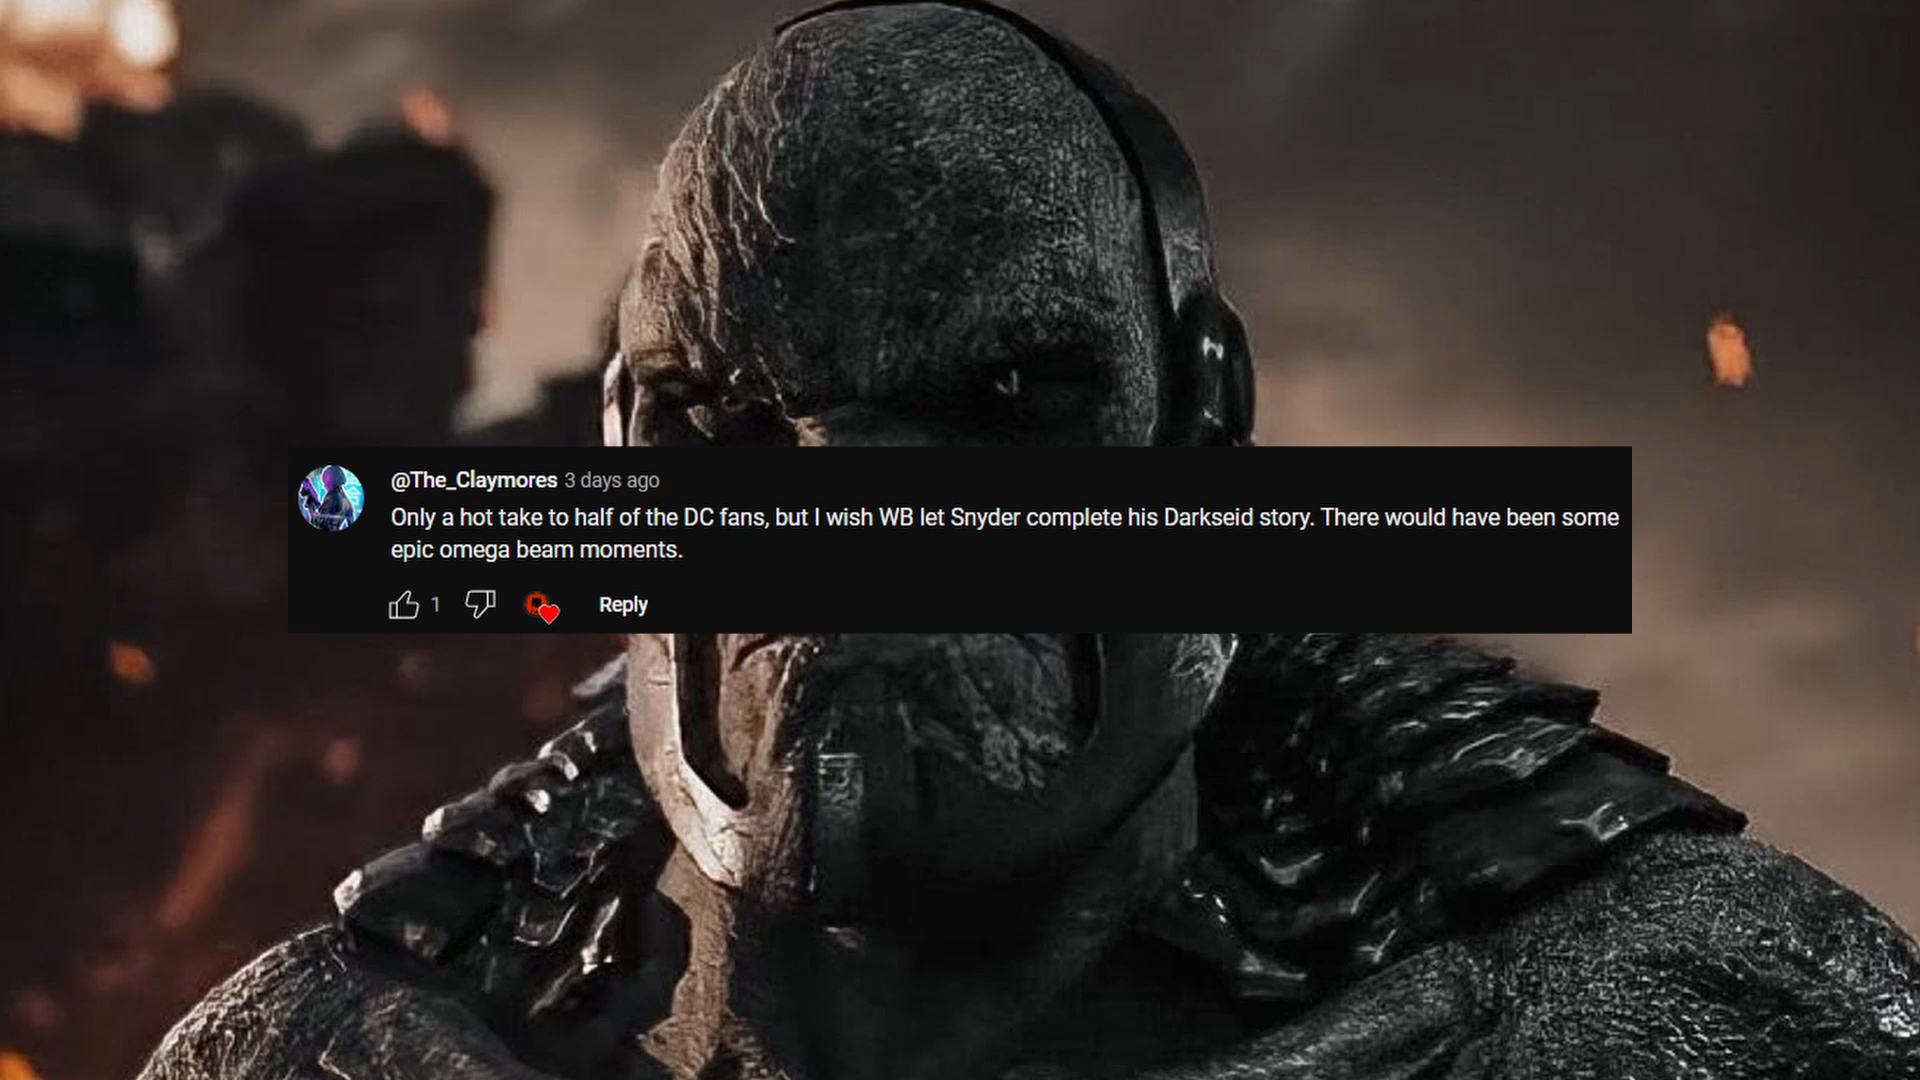 @The_Claymores 3 days ago
Only a hot take to half of the DC fans, but I wish WB let Snyder complete his Darkseid story. There would have been some
epic omega beam moments.
1 Reply